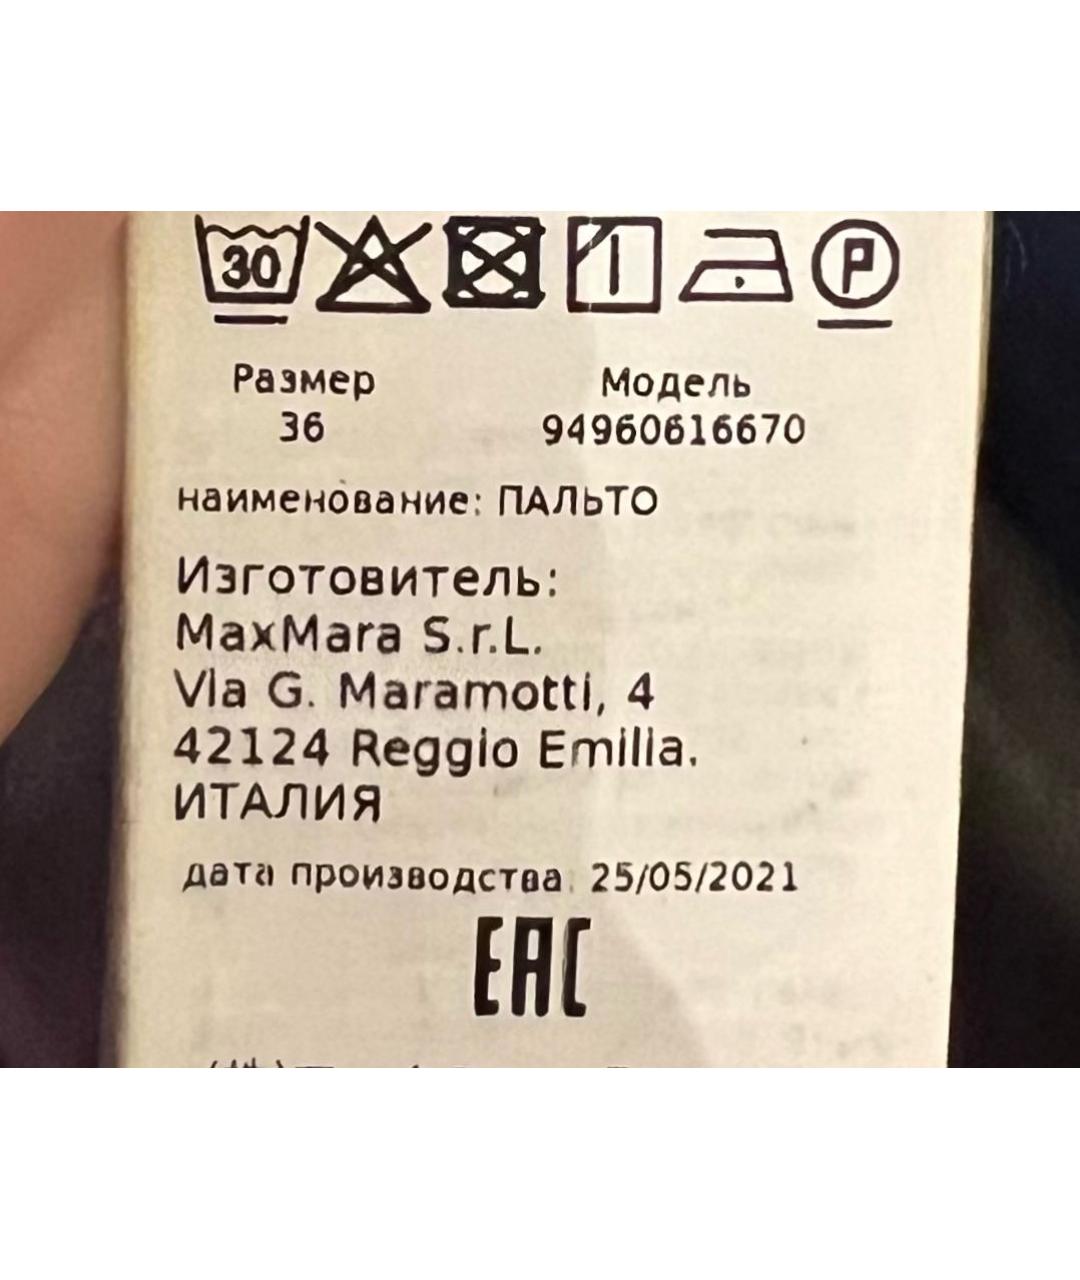 30 P
Размер Модель
36 94960616670
наименование: ПАЛЬТО
Изготовитель:
MaxMara S.r.L.
Via G. Maramotti, 4
42124 Reggio Emilia.
ИТАЛИЯ
дата производства: 25/05/2021
EAC